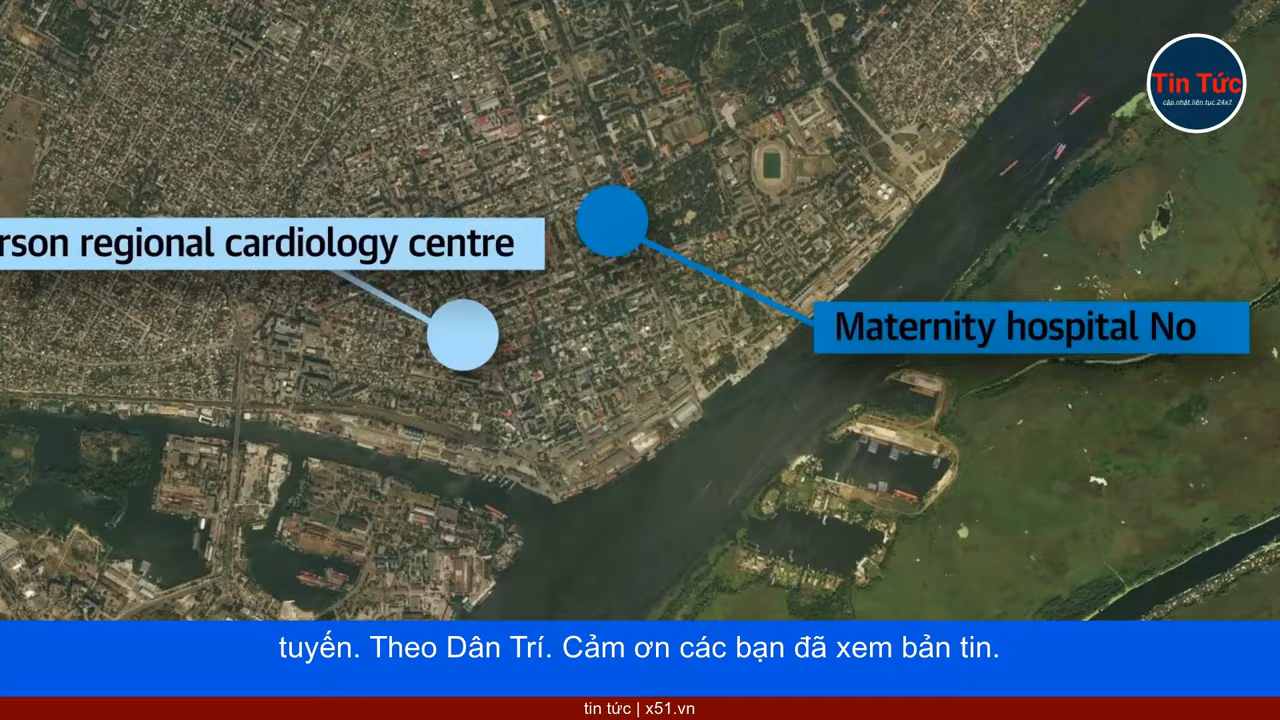 Tin Tức
cập.nhật.liên.tục.24x7
rson regional cardiology centre
Maternity hospital No
tuyến. Theo Dân Trí. Cảm ơn các bạn đã xem bản tin.
tin tức | x51.vn